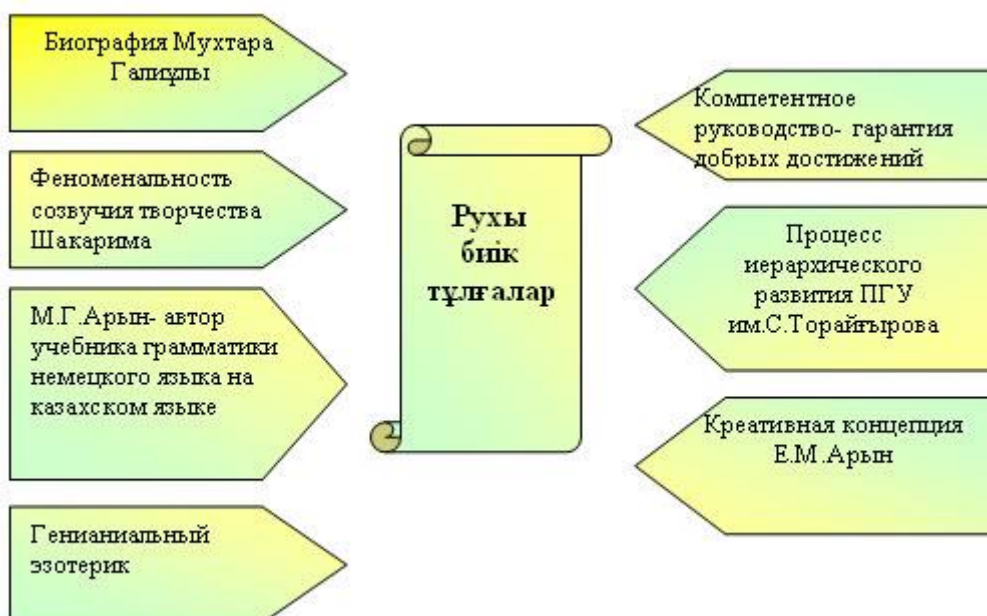 Биография Мухтара
Галиұлы
Феноменальность
созвучия творчества
Шакарима
М.Г.Арын- автор
учебника грамматики
немецкого языка на
казахском языке
Генианиальный
эзотерик
Рухы
биік
тұлғалар
Компетентное
руководство- гарантия
добрых достижений
Процесс
иерархического
развития ПГУ
им.С.Торайғырова
Креативная концепция
Е.М.Арын